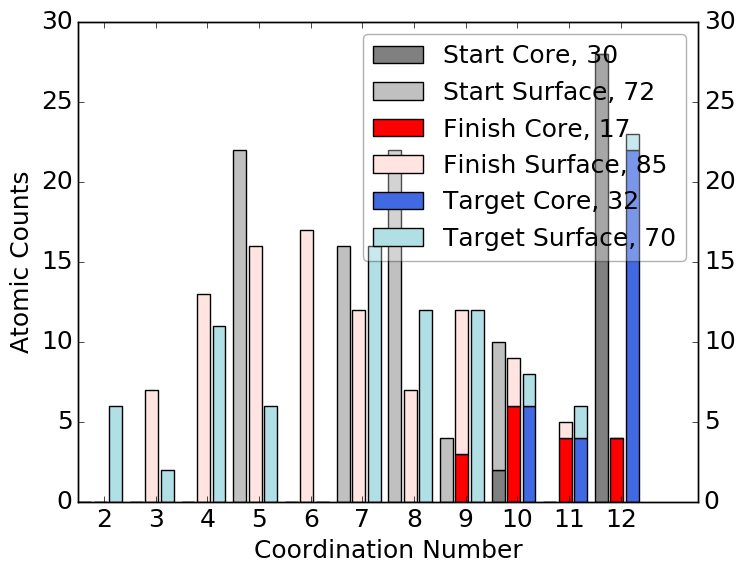 30
25
20
15
10
5
0
Atomic Counts
Start Core, 30
Start Surface, 72
Finish Core, 17
Finish Surface, 85
Target Core, 32
Target Surface, 70
30
25
20
15
10
5
0
2 3 4 5 6 7 8 9 10 11 12
Coordination Number